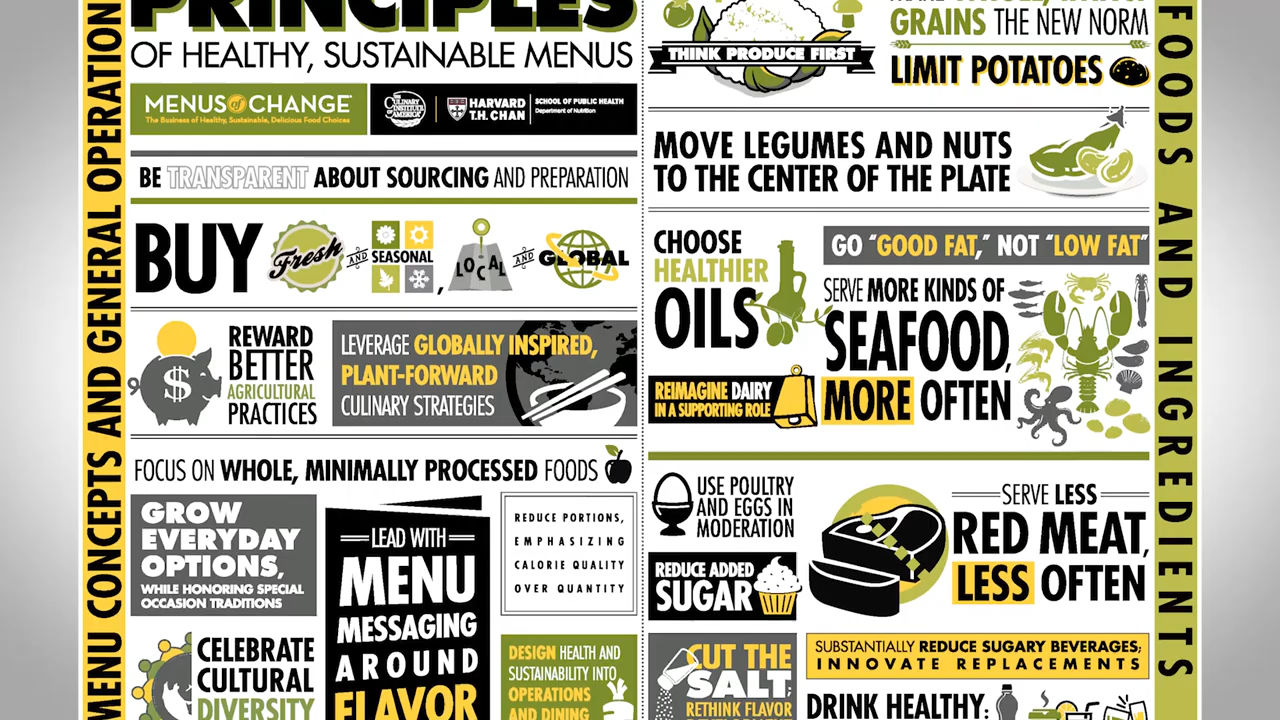 MENU CONCEPTS AND GENERAL OPERATION
PRINCIPLES
OF HEALTHY, SUSTAINABLE MENUS
MENUS of CHANGE
The Business of Healthy, Sustainable, Delicious Food Choices
THE CULINARY INSTITUTE OF AMERICA
HARVARD
T.H. CHAN
SCHOOL OF PUBLIC HEALTH
Department of Nutrition
BE TRANSPARENT ABOUT SOURCING AND PREPARATION
BUY Fresh AND SEASONAL, LOCAL AND GLOBAL
$
REWARD
BETTER
AGRICULTURAL
PRACTICES
LEVERAGE GLOBALLY INSPIRED,
PLANT-FORWARD
CULINARY STRATEGIES
FOCUS ON WHOLE, MINIMALLY PROCESSED FOODS
GROW
EVERYDAY
OPTIONS,
WHILE HONORING SPECIAL
OCCASION TRADITIONS
LEAD WITH
MENU
MESSAGING
AROUND
FLAVOR
REDUCE PORTIONS,
EMPHASIZING
CALORIE QUALITY
OVER QUANTITY
CELEBRATE
CULTURAL
DIVERSITY
DESIGN HEALTH AND
SUSTAINABILITY INTO
OPERATIONS
AND DINING
THINK PRODUCE FIRST
GRAINS THE NEW NORM
LIMIT POTATOES
MOVE LEGUMES AND NUTS
TO THE CENTER OF THE PLATE
CHOOSE
HEALTHIER
OILS
GO "GOOD FAT," NOT "LOW FAT"
SERVE MORE KINDS OF
SEAFOOD,
MORE OFTEN
REIMAGINE DAIRY
IN A SUPPORTING ROLE
USE POULTRY
AND EGGS IN
MODERATION
REDUCE ADDED
SUGAR
SERVE LESS
RED MEAT,
LESS OFTEN
CUT THE
SALT;
RETHINK FLAVOR
SUBSTANTIALLY REDUCE SUGARY BEVERAGES;
INNOVATE REPLACEMENTS
DRINK HEALTHY:
FOODS AND INGREDIENTS